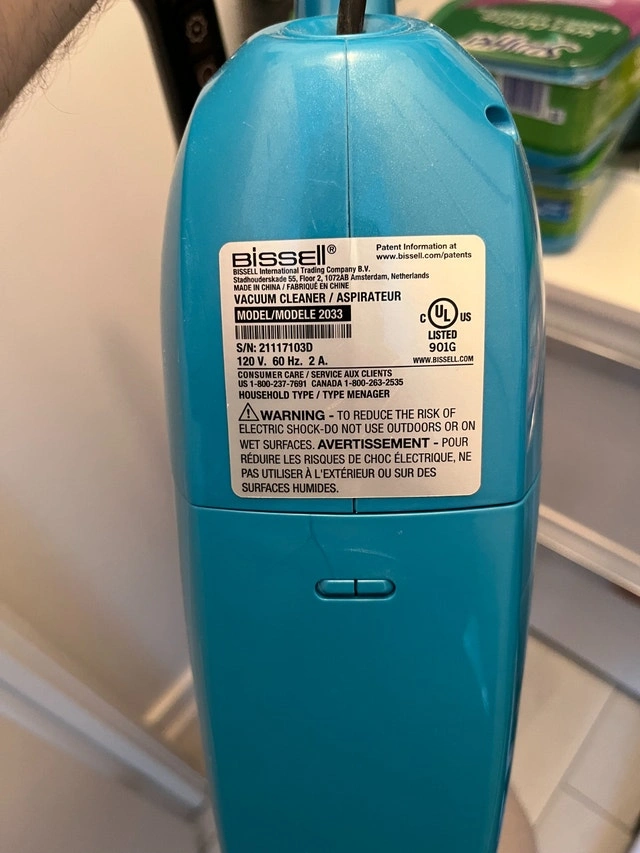 Swiffer
BISSELL®
Patent Information at
www.bissell.com/patents
BISSELL International Trading Company B.V.
Stadhouderskade 55, Floor 2, 1072AB Amsterdam, Netherlands
MADE IN CHINA / FABRIQUÉ EN CHINE
VACUUM CLEANER / ASPIRATEUR
MODEL/MODELE 2033
C UL US
LISTED
901G
S/N: 21117103D
120 V. 60 Hz. 2 A.
WWW.BISSELL.COM
CONSUMER CARE / SERVICE AUX CLIENTS
US 1-800-237-7691 CANADA 1-800-263-2535
HOUSEHOLD TYPE / TYPE MENAGER
WARNING - TO REDUCE THE RISK OF
ELECTRIC SHOCK-DO NOT USE OUTDOORS OR ON
WET SURFACES. AVERTISSEMENT - POUR
RÉDUIRE LES RISQUES DE CHOC ÉLECTRIQUE, NE
PAS UTILISER À L'EXTÉRIEUR OU SUR DES
SURFACES HUMIDES.